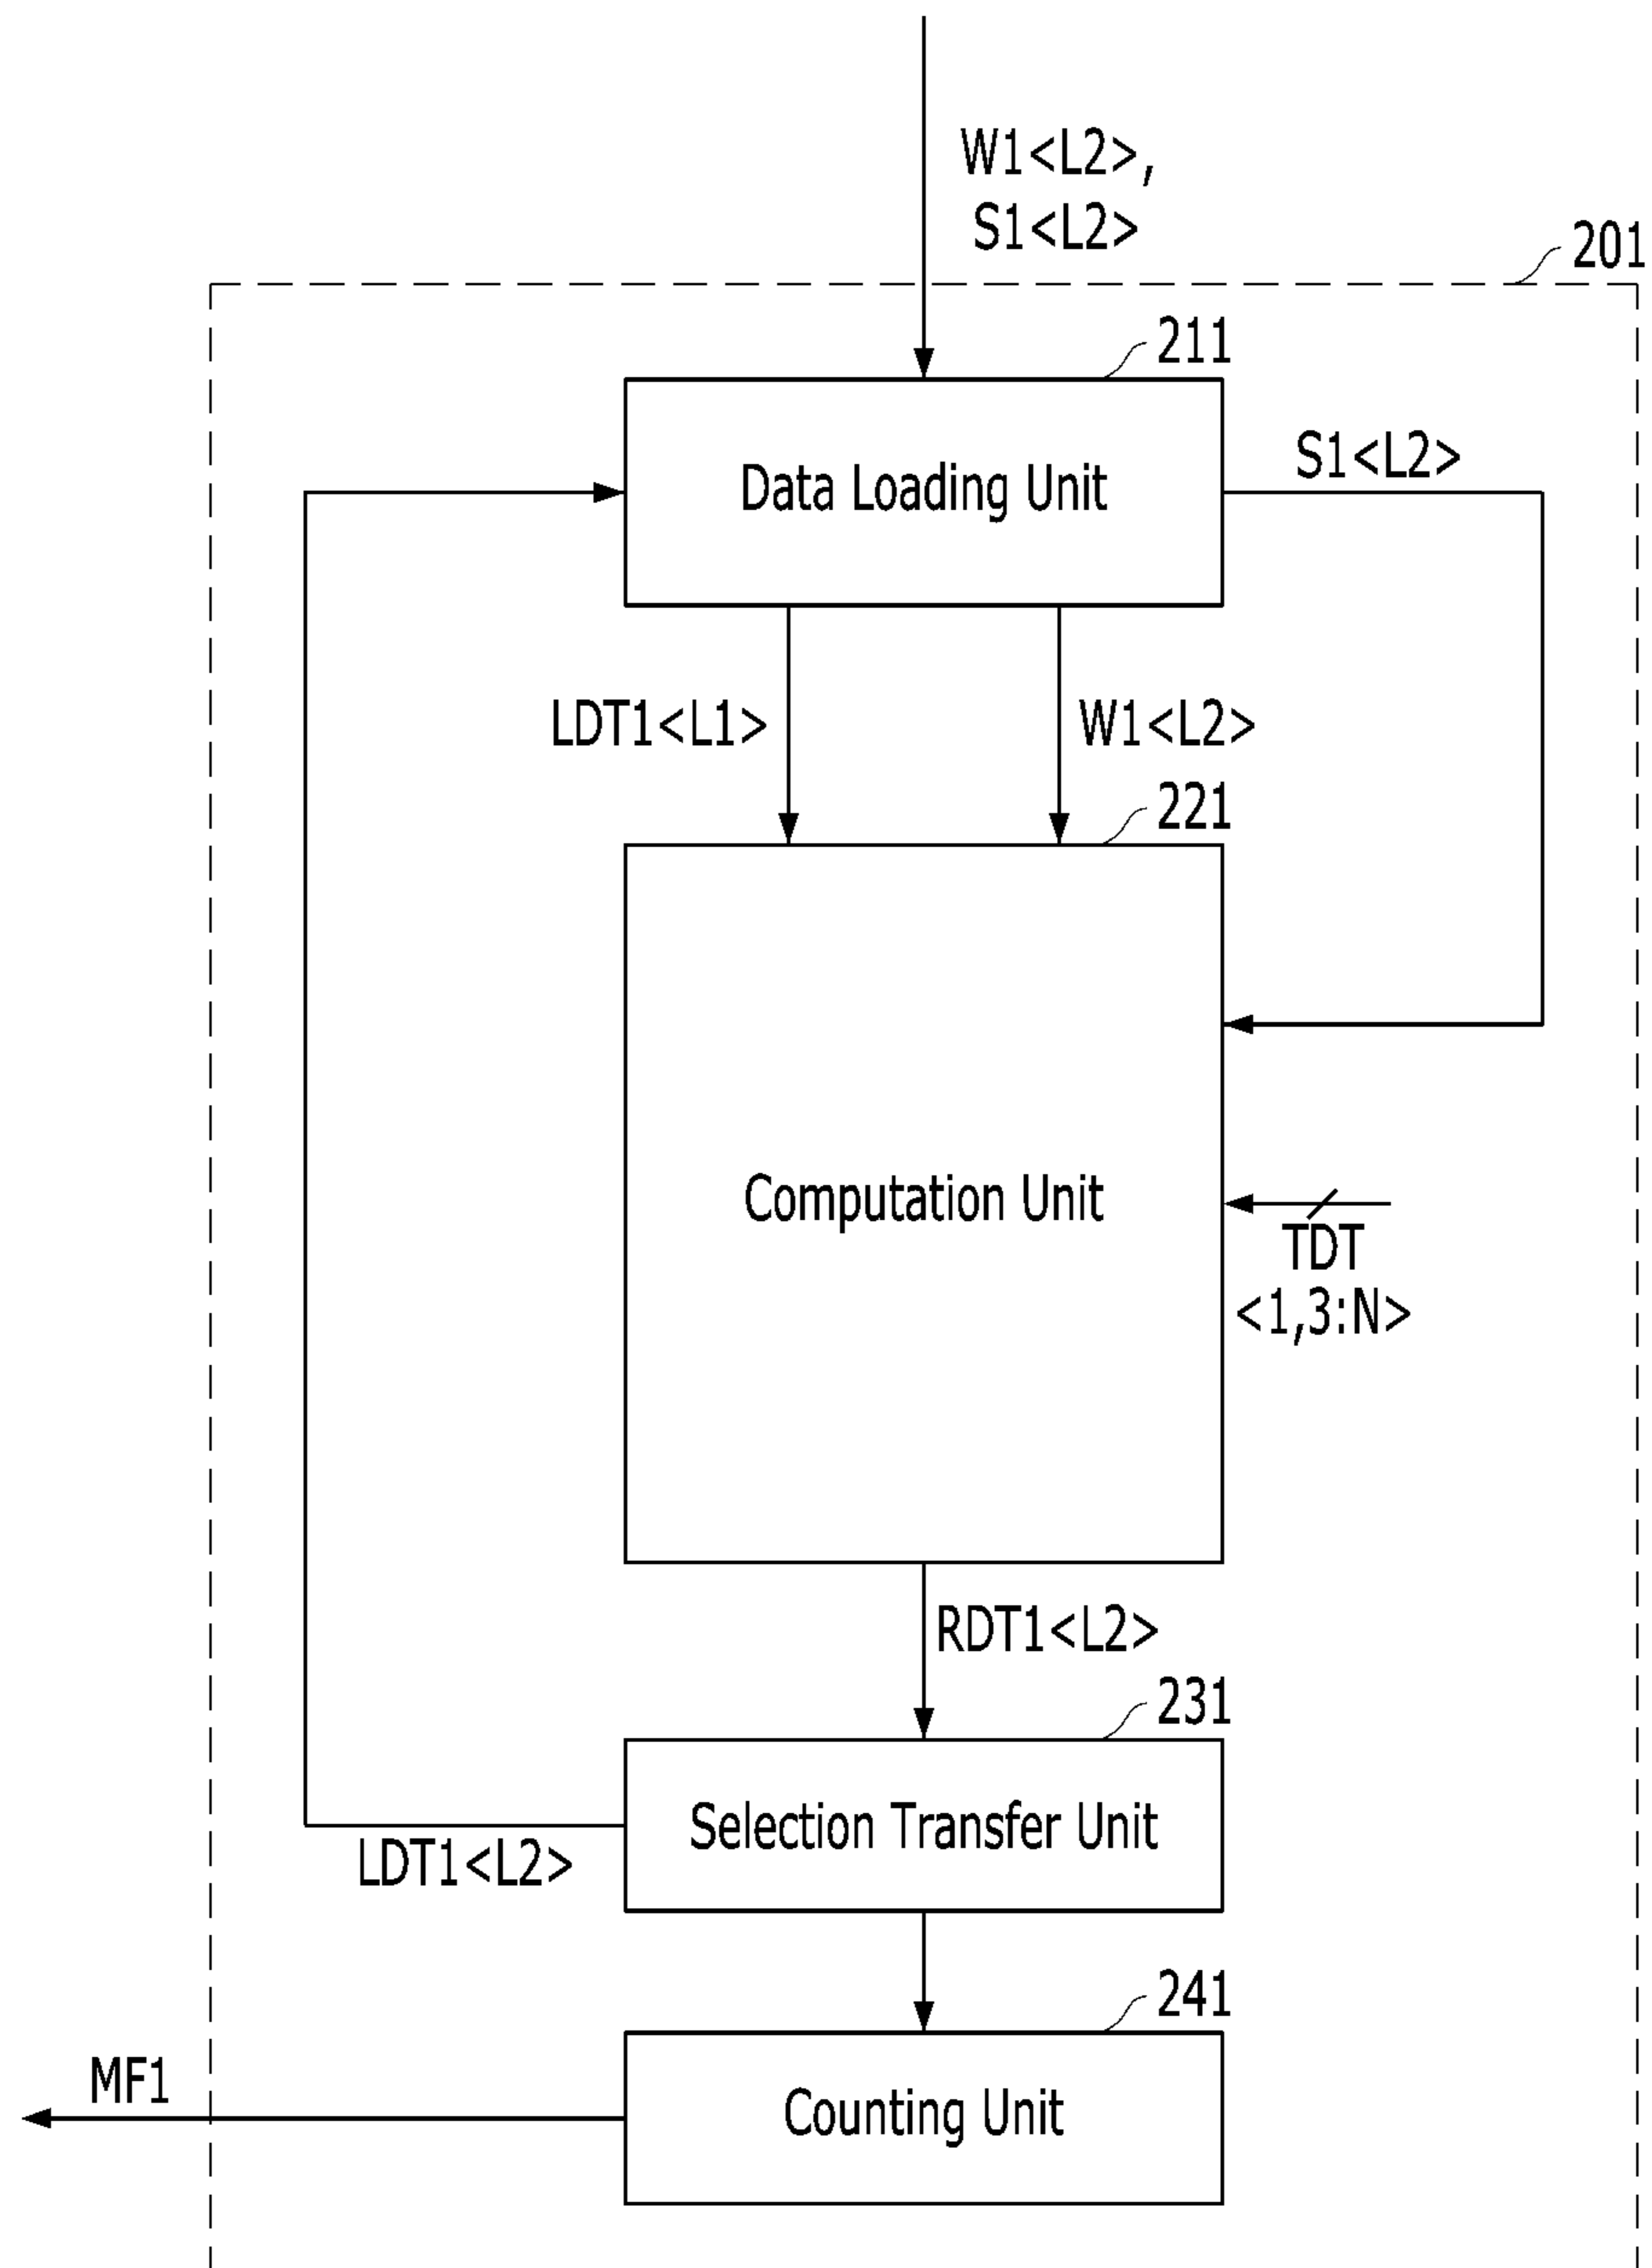 W1<L2>,
S1<L2>
201
211
Data Loading Unit
S1<L2>
LDT1<L1>
W1<L2>
221
Computation Unit
TDT
<1,3:N>
RDT1<L2>
231
Selection Transfer Unit
LDT1<L2>
241
MF1
Counting Unit